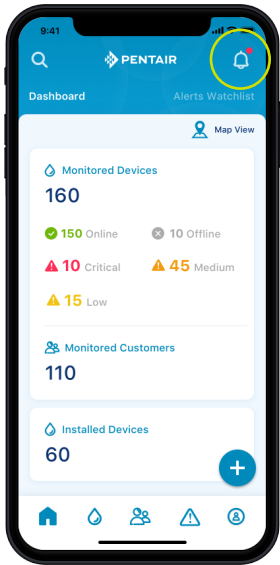 9:41
PENTAIR
Dashboard Alerts Watchlist
Map View
Monitored Devices
160
150 Online 10 Offline
10 Critical 45 Medium
15 Low
Monitored Customers
110
Installed Devices
60